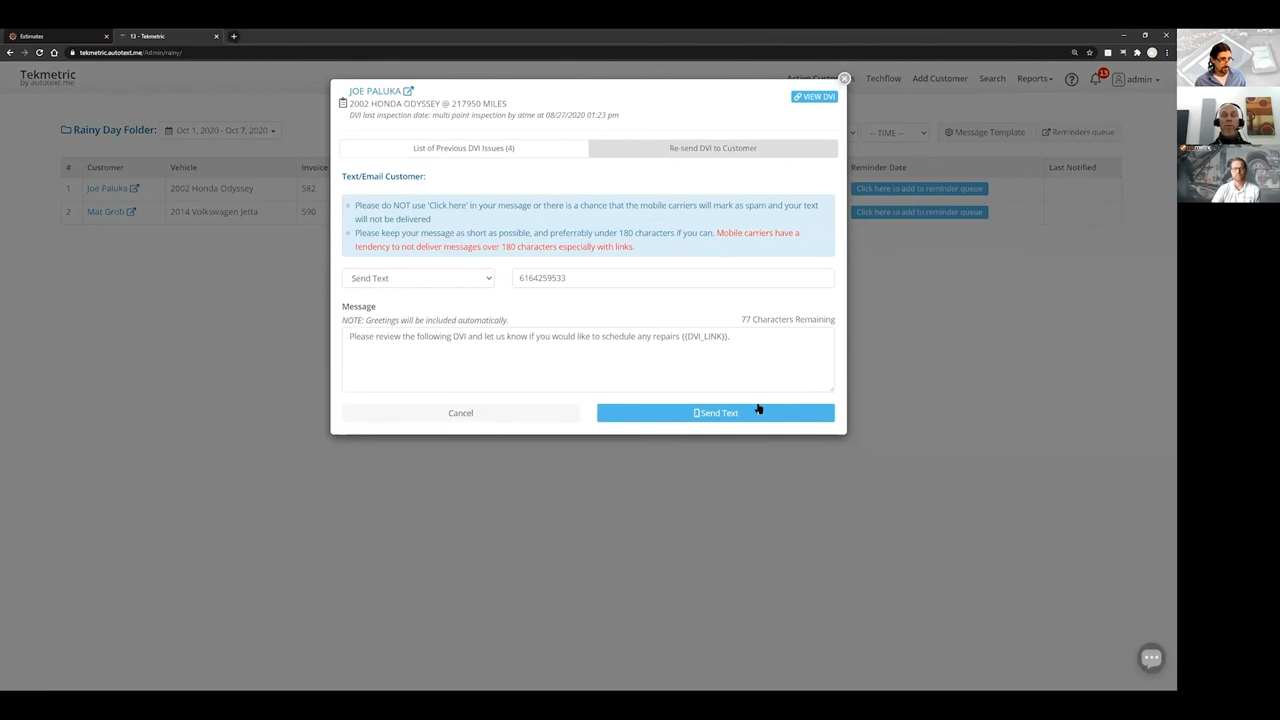 Estimates
13 - Tekmetric
tekmetric.autotext.me/Admin/rainy/
Tekmetric
by autotext.me
Techflow
Add Customer
Search
Reports
13
admin
Rainy Day Folder:
Oct 1, 2020 - Oct 7, 2020
-- TIME --
Message Template
Reminders queue
#
Customer
Vehicle
Invoice
Reminder Date
Last Notified
1
Joe Paluka
2002 Honda Odyssey
582
Click here to add to reminder queue
2
Mat Grob
2014 Volkswagen Jetta
590
Click here to add to reminder queue
JOE PALUKA
VIEW DVI
2002 HONDA ODYSSEY @ 217950 MILES
DVI last inspection date: multi point inspection by atme at 08/27/2020 01:23 pm
List of Previous DVI Issues (4)
Re-send DVI to Customer
Text/Email Customer:
Please do NOT use 'Click here' in your message or there is a chance that the mobile carriers will mark as spam and your text
will not be delivered
Please keep your message as short as possible, and preferrably under 180 characters if you can. Mobile carriers have a
tendency to not deliver messages over 180 characters especially with links.
Send Text
6164259533
Message
NOTE: Greetings will be included automatically.
77 Characters Remaining
Please review the following DVI and let us know if you would like to schedule any repairs {{DVI_LINK}}.
Cancel
Send Text